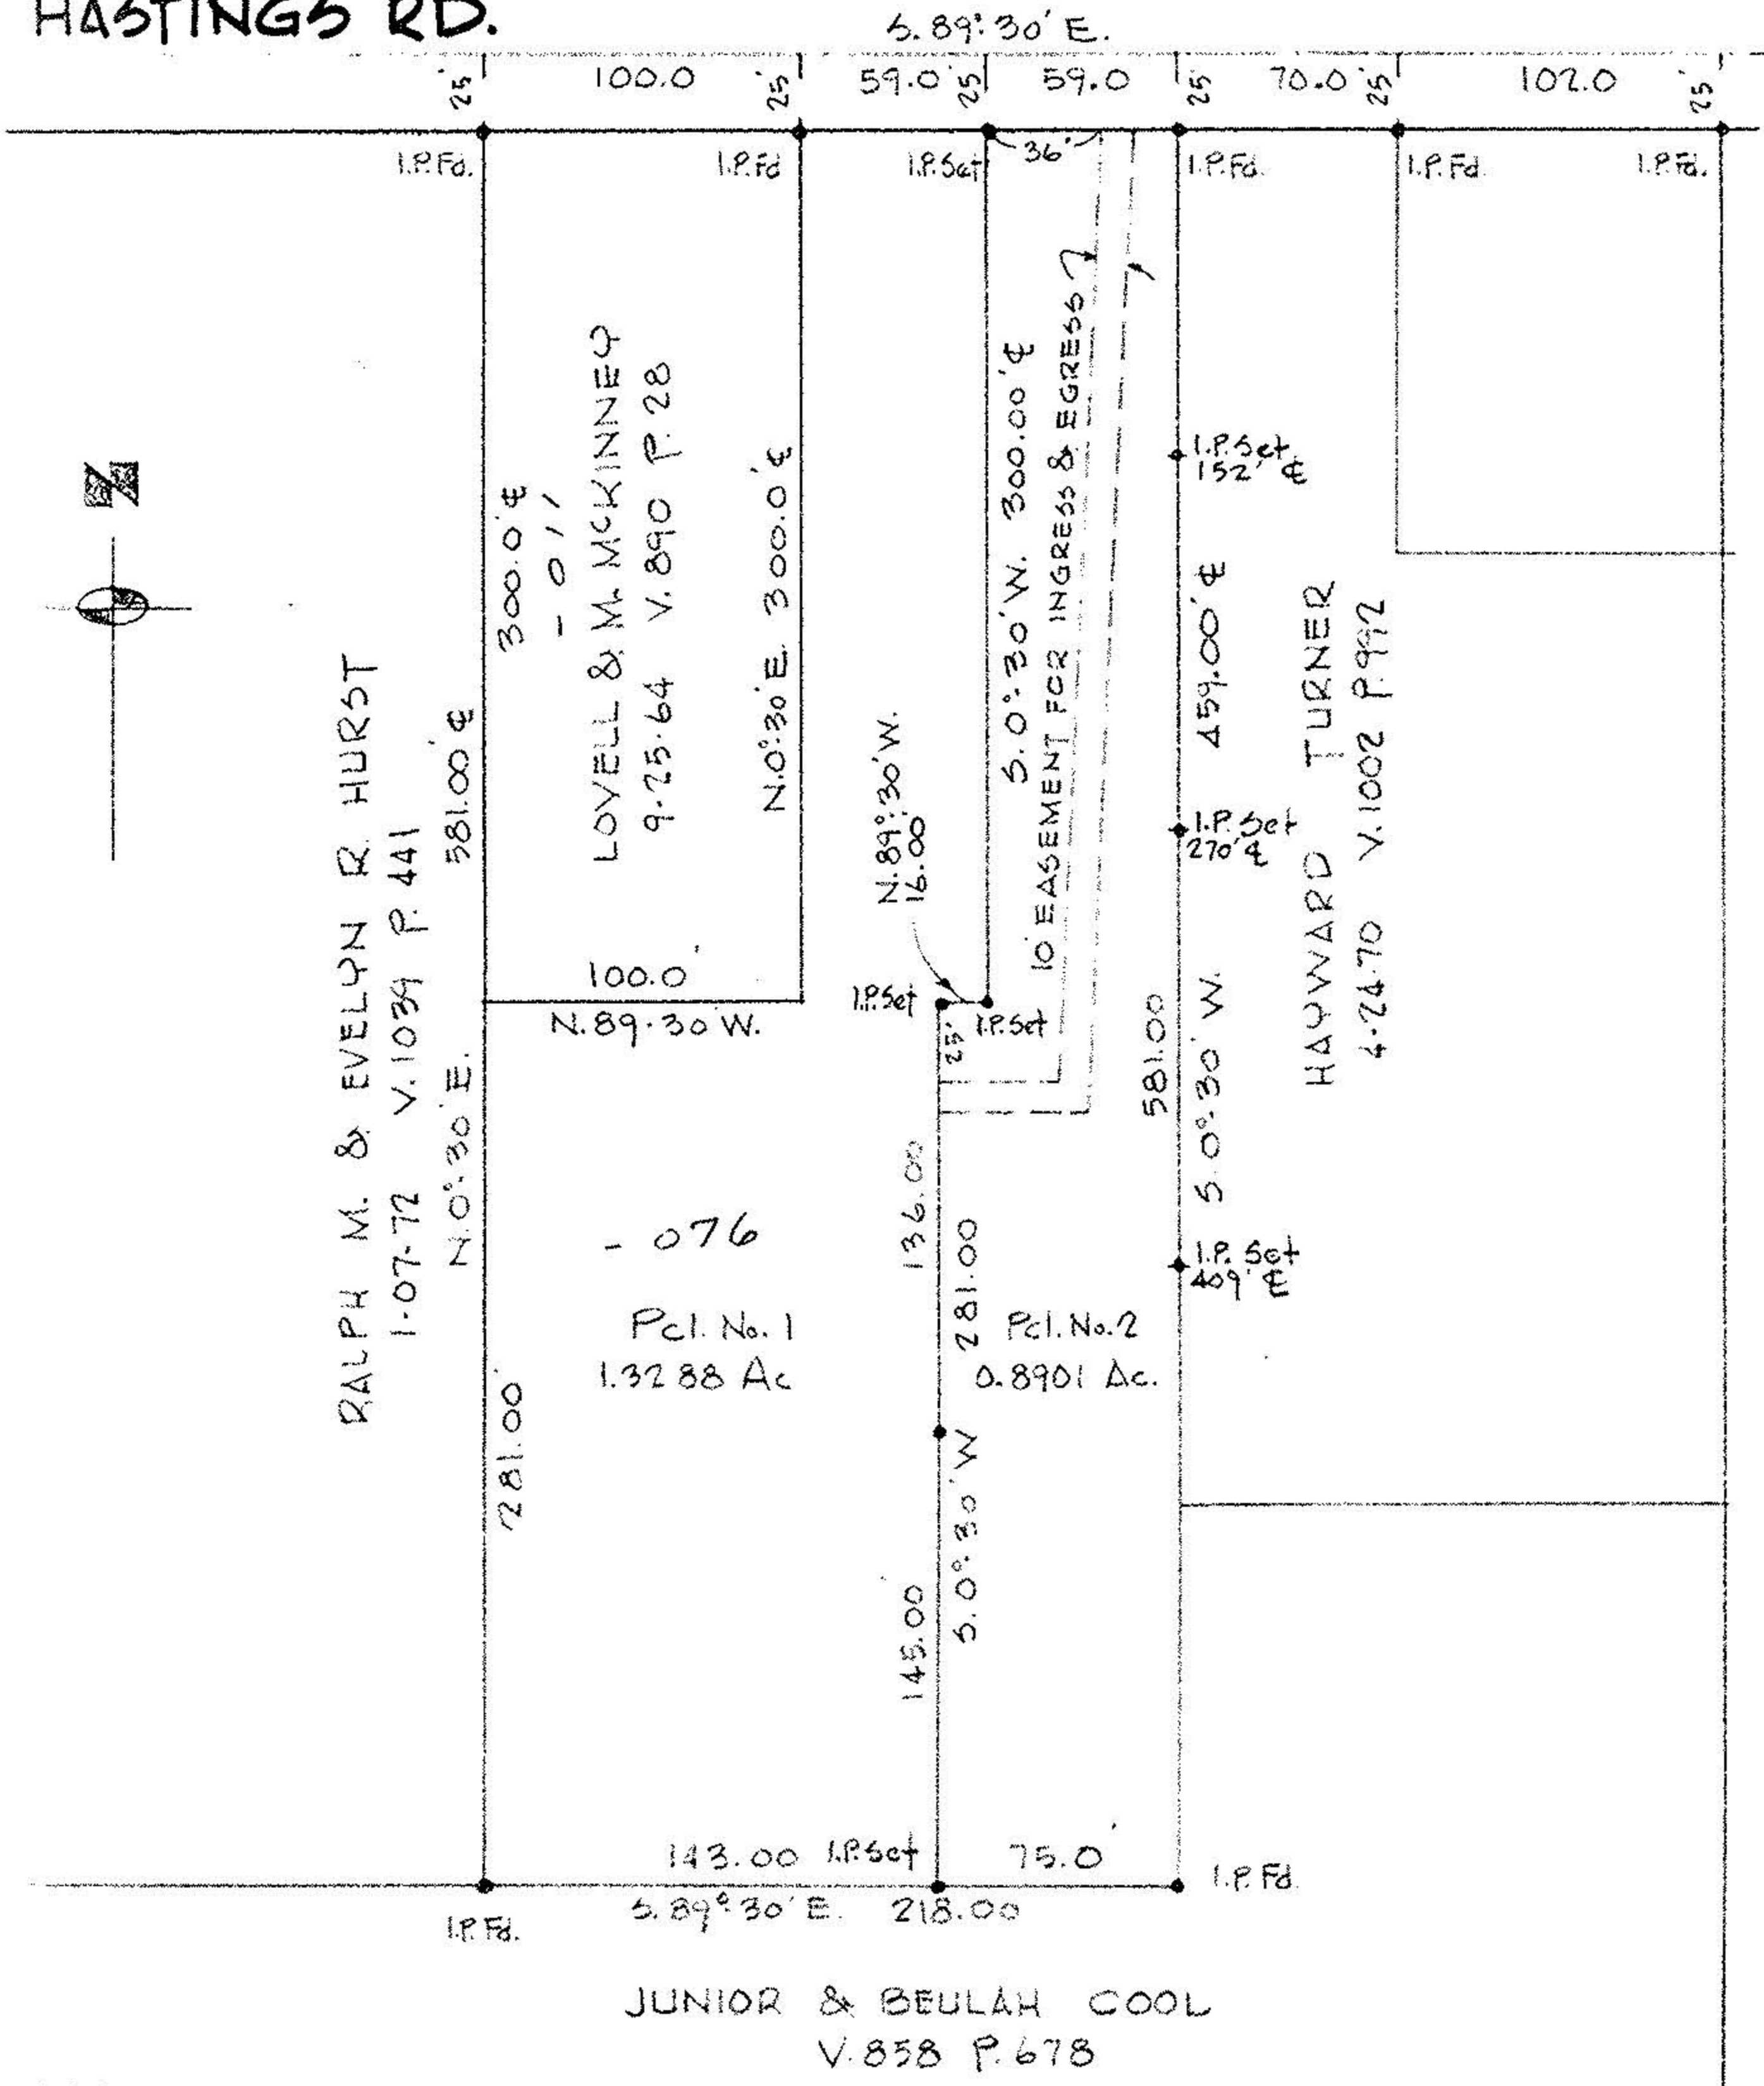 HASTINGS RD.
S. 89° 30' E.
25'
100.0
25'
59.0'
25'
59.0
25'
70.0'
25'
102.0
25'
I.P. Fd.
I.P. Fd
I.P. Set
36'
I.P. Fd.
I.P. Fd.
I.P. Fd.
N
300.0' ℄
- 011
LOVELL & M. McKINNEY
9-25-64 V. 890 P. 28
N. 0° 30' E. 300.0' ℄
S. 0° 30' W. 300.00' ℄
10' EASEMENT FOR INGRESS & EGRESS
I.P. Set
152' ℄
459.00' ℄
I.P. Set
270' ℄
HAYWARD TURNER
4-24-70 V. 1002 P. 992
RALPH M. & EVELYN R. HURST
1-07-72 V. 1039 P. 441
N. 0° 30' E. 581.00' ℄
N. 89° 30' W.
16.00
100.0'
N. 89-30 W.
I.P. Set
I.P. Set
25'
581.00
S. 0° 30' W.
136.00
281.00
- 076
I.P. Set
409' ℄
Pcl. No. 1
1.3288 Ac
Pcl. No. 2
0.8901 Ac.
281.00
S. 0° 30' W
145.00
143.00
I.P. Set
75.0'
I.P. Fd.
I.P. Fd.
S. 89° 30' E. 218.00
JUNIOR & BEULAH COOL
V. 858 P. 678